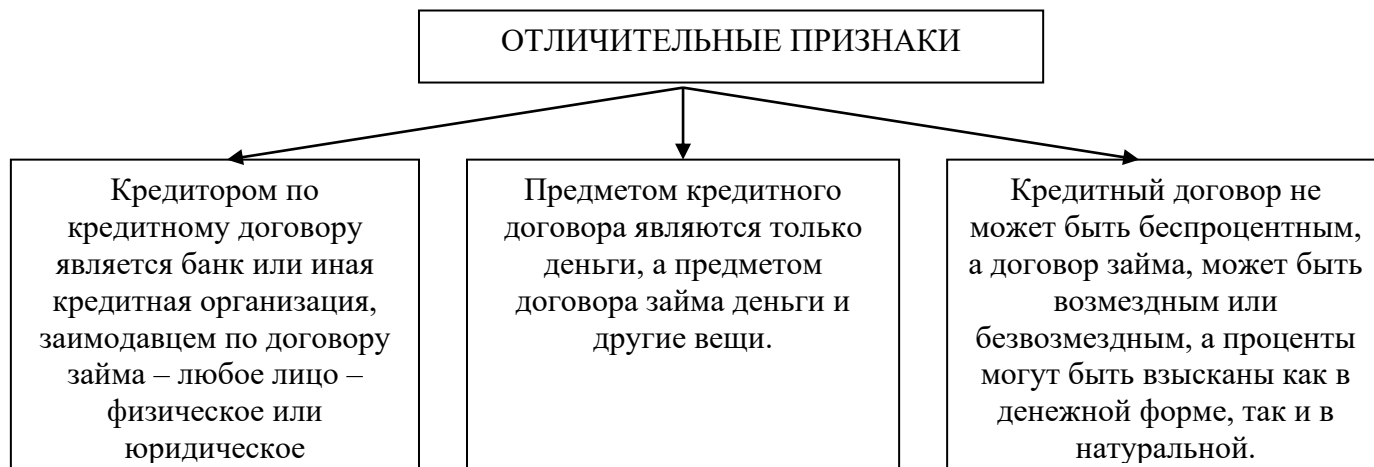 ОТЛИЧИТЕЛЬНЫЕ ПРИЗНАКИ
Кредитором по
кредитному договору
является банк или иная
кредитная организация,
заимодавцем по договору
займа – любое лицо –
физическое или
юридическое
Предметом кредитного
договора являются только
деньги, а предметом
договора займа деньги и
другие вещи.
Кредитный договор не
может быть беспроцентным,
а договор займа, может быть
возмездным или
безвозмездным, а проценты
могут быть взысканы как в
денежной форме, так и в
натуральной.